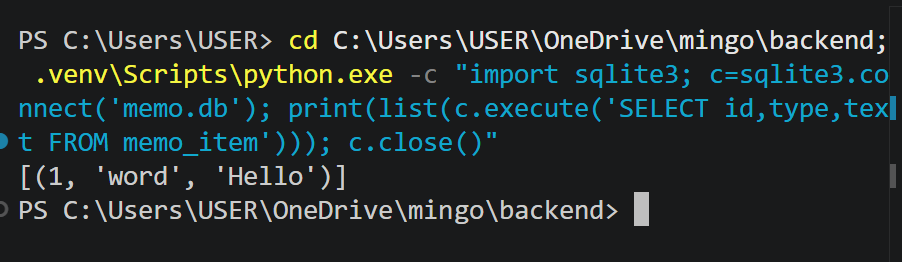 PS C:\Users\USER> cd C:\Users\USER\OneDrive\mingo\backend;
.venv\Scripts\python.exe -c "import sqlite3; c=sqlite3.co
nnect('memo.db'); print(list(c.execute('SELECT id,type,tex
t FROM memo_item'))); c.close()"
[(1, 'word', 'Hello')]
PS C:\Users\USER\OneDrive\mingo\backend>